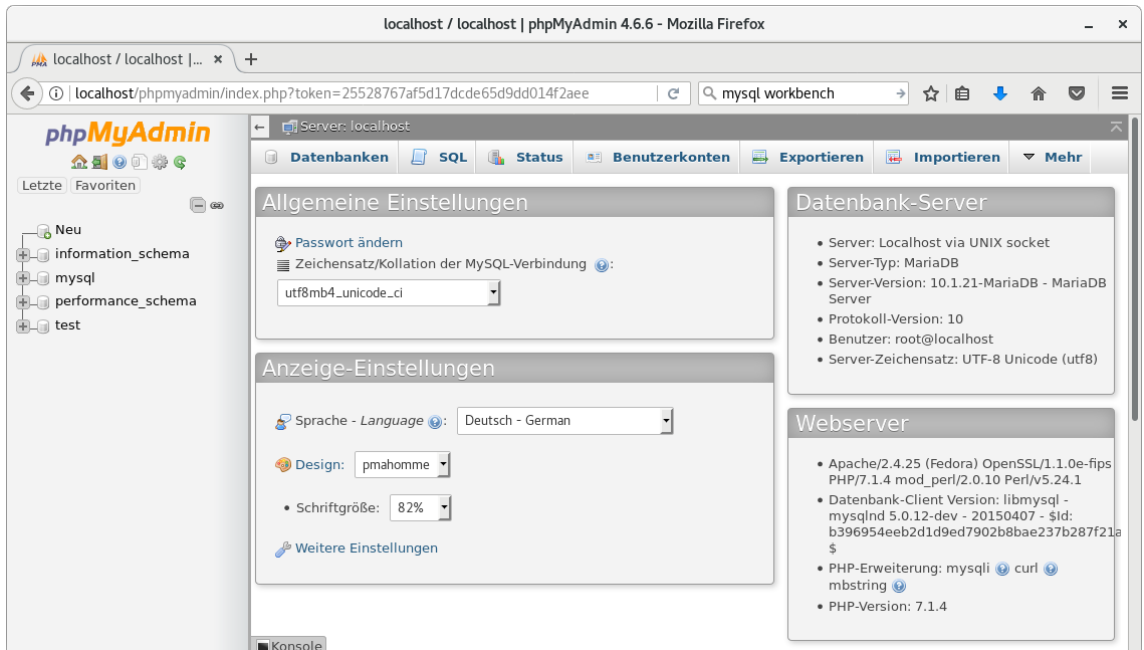 localhost / localhost | phpMyAdmin 4.6.6 - Mozilla Firefox
localhost / localhost |...
localhost/phpmyadmin/index.php?token=25528767af5d17dcde65d9dd014f2aee
mysql workbench
phpMyAdmin
Letzte Favoriten
Neu
information_schema
mysql
performance_schema
test
Server: localhost
Datenbanken SQL Status Benutzerkonten Exportieren Importieren Mehr
Allgemeine Einstellungen
Passwort ändern
Zeichensatz/Kollation der MySQL-Verbindung :
utf8mb4_unicode_ci
Anzeige-Einstellungen
Sprache - Language : Deutsch - German
Design: pmahomme
• Schriftgröße: 82%
Weitere Einstellungen
Datenbank-Server
• Server: Localhost via UNIX socket
• Server-Typ: MariaDB
• Server-Version: 10.1.21-MariaDB - MariaDB
Server
• Protokoll-Version: 10
• Benutzer: root@localhost
• Server-Zeichensatz: UTF-8 Unicode (utf8)
Webserver
• Apache/2.4.25 (Fedora) OpenSSL/1.1.0e-fips
PHP/7.1.4 mod_perl/2.0.10 Perl/v5.24.1
• Datenbank-Client Version: libmysql -
mysqlnd 5.0.12-dev - 20150407 - $Id:
b396954eeb2d1d9ed7902b8bae237b287f21a
$
• PHP-Erweiterung: mysqli curl
mbstring
• PHP-Version: 7.1.4
Konsole